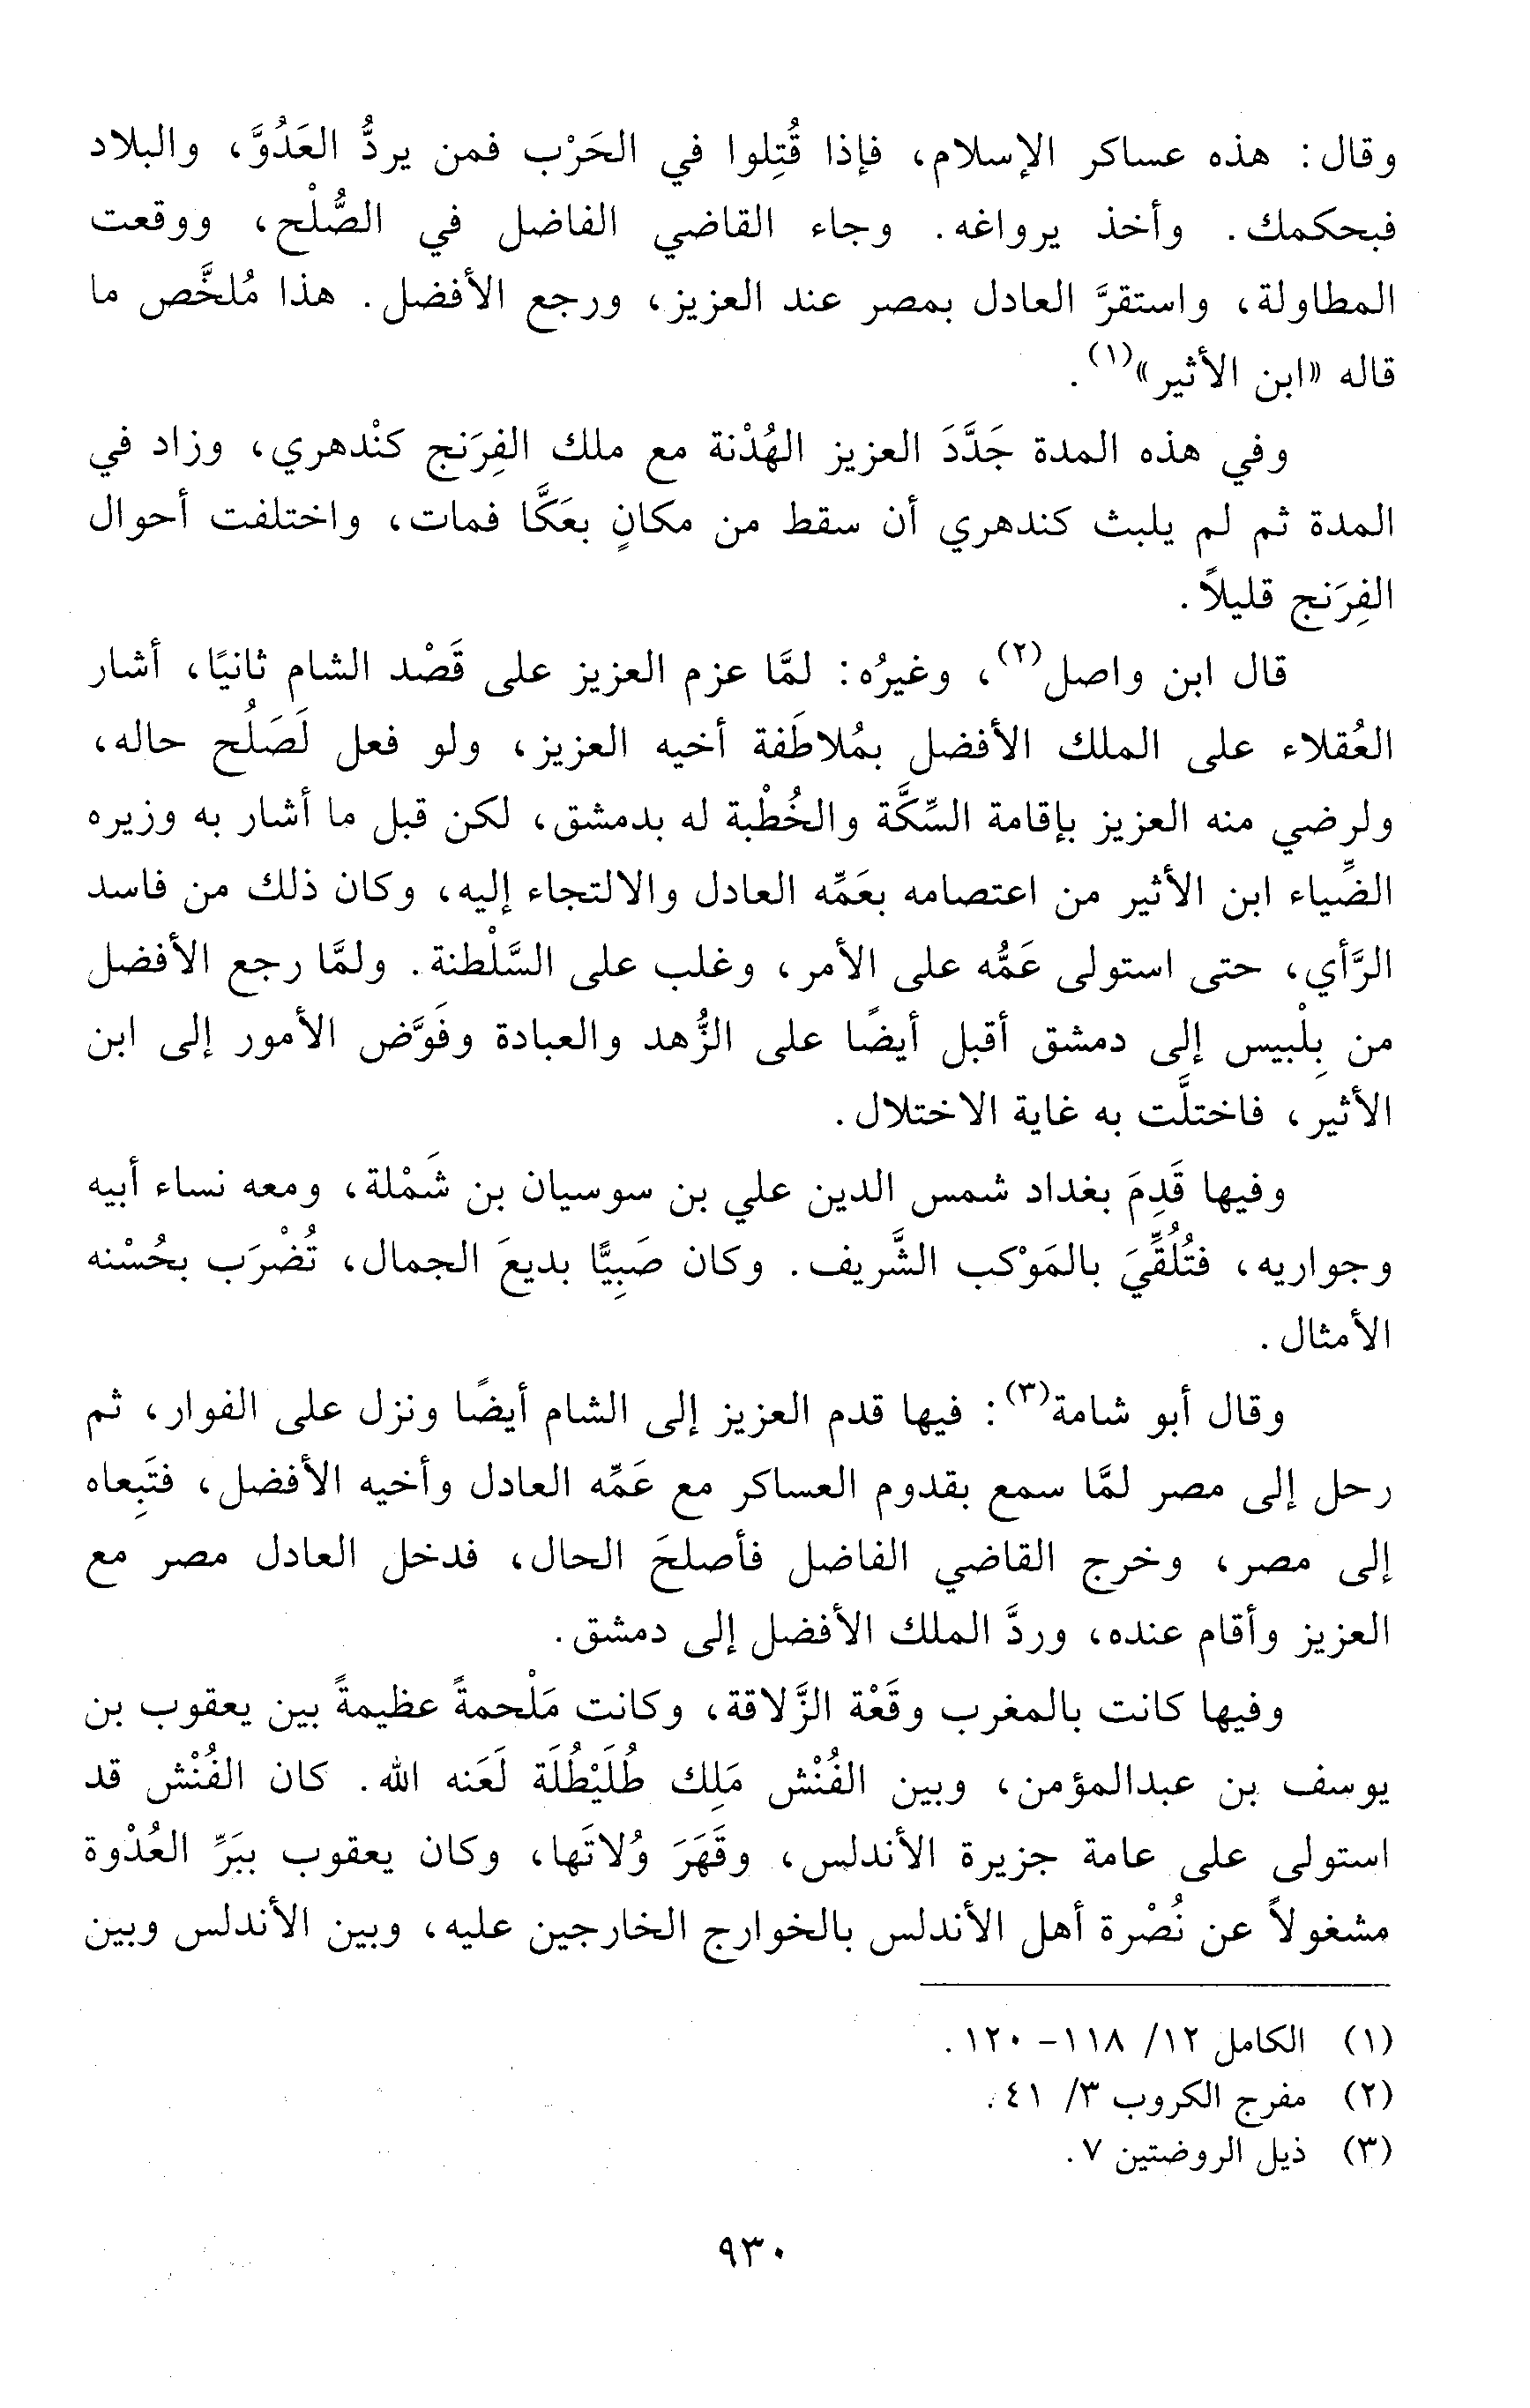 وقال: هذه عساكر الإسلام، فإذا قُتِلوا في الحَرْب فمن يردُّ العَدُوَّ، والبلاد
فبحكمك. وأخذ يرواغه. وجاء القاضي الفاضل في الصُّلْح، ووقعت
المطاولة، واستقرَّ العادل بمصر عند العزيز، ورجع الأفضل. هذا مُلخَّص ما
قاله «ابن الأثير»(١).
وفي هذه المدة جَدَّدَ العزيز الهُدْنة مع ملك الفِرَنج كنْدهري، وزاد في
المدة ثم لم يلبث كندهري أن سقط من مكانٍ بعَكَّا فمات، واختلفت أحوال
الفِرَنج قليلاً.
قال ابن واصل(٢)، وغيرُه: لمَّا عزم العزيز على قَصْد الشام ثانيًا، أشار
العُقلاء على الملك الأفضل بمُلاطَفة أخيه العزيز، ولو فعل لَصَلُح حاله،
ولرضي منه العزيز بإقامة السِّكَّة والخُطْبة له بدمشق، لكن قبل ما أشار به وزيره
الضِّياء ابن الأثير من اعتصامه بعَمِّه العادل والالتجاء إليه، وكان ذلك من فاسد
الرَّأي، حتى استولى عَمُّه على الأمر، وغلب على السَّلْطنة. ولمَّا رجع الأفضل
من بِلْبيس إلى دمشق أقبل أيضًا على الزُّهد والعبادة وفَوَّض الأمور إلى ابن
الأثير، فاختلَّت به غاية الاختلال.
وفيها قَدِمَ بغداد شمس الدين علي بن سوسيان بن شَمْلة، ومعه نساء أبيه
وجواريه، فتُلُقِّيَ بالمَوْكب الشَّريف. وكان صَبِيًّا بديعَ الجمال، تُضْرَب بحُسْنه
الأمثال.
وقال أبو شامة(٣): فيها قدم العزيز إلى الشام أيضًا ونزل على الفوار، ثم
رحل إلى مصر لمَّا سمع بقدوم العساكر مع عَمِّه العادل وأخيه الأفضل، فتَبِعاه
إلى مصر، وخرج القاضي الفاضل فأصلحَ الحال، فدخل العادل مصر مع
العزيز وأقام عنده، وردَّ الملك الأفضل إلى دمشق.
وفيها كانت بالمغرب وقَعْة الزَّلاقة، وكانت مَلْحمةً عظيمةً بين يعقوب بن
يوسف بن عبدالمؤمن، وبين الفُنْش مَلِك طُلَيْطُلَة لَعَنه الله. كان الفُنْش قد
استولى على عامة جزيرة الأندلس، وقَهَرَ وُلاتَها، وكان يعقوب ببَرِّ العُدْوة
مشغولاً عن نُصْرة أهل الأندلس بالخوارج الخارجين عليه، وبين الأندلس وبين
(١) الكامل ١٢/ ١١٨- ١٢٠.
(٢) مفرج الكروب ٣/ ٤١.
(٣) ذيل الروضتين ٧.
٩٣٠